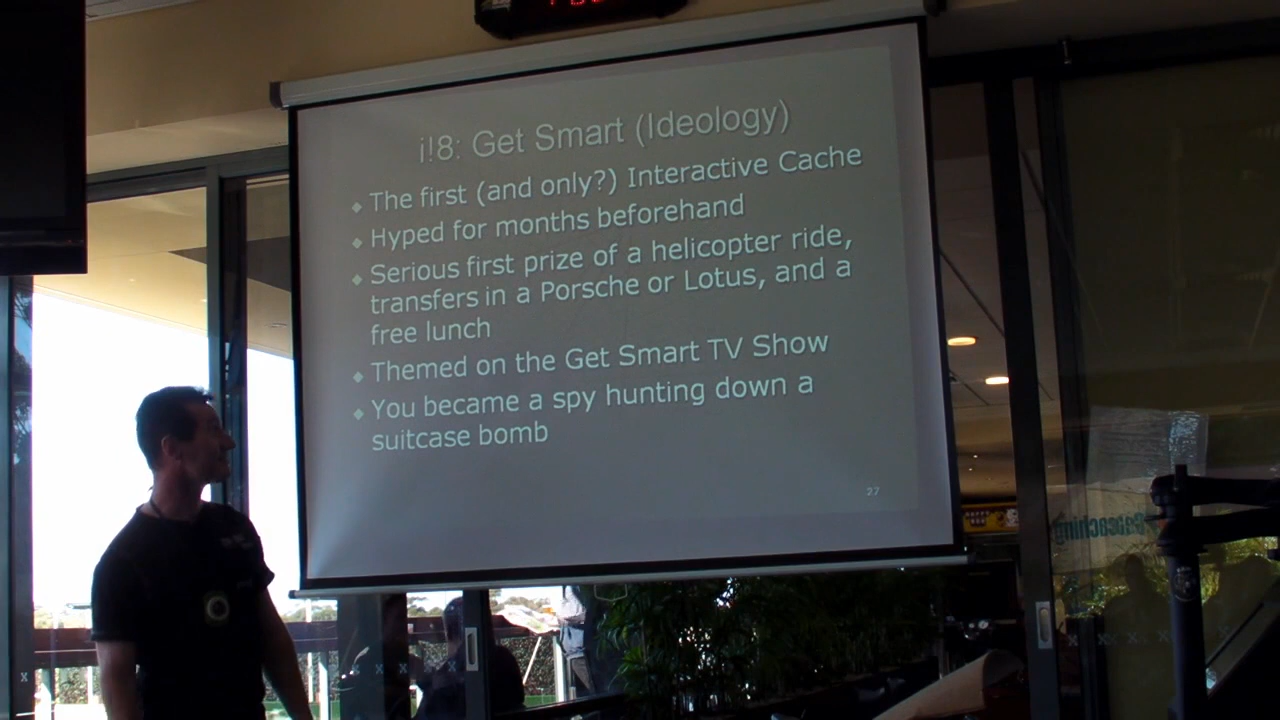 i!8: Get Smart (Ideology)
The first (and only?) Interactive Cache
Hyped for months beforehand
Serious first prize of a helicopter ride,
transfers in a Porsche or Lotus, and a
free lunch
Themed on the Get Smart TV Show
You became a spy hunting down a
suitcase bomb
27
Geocaching